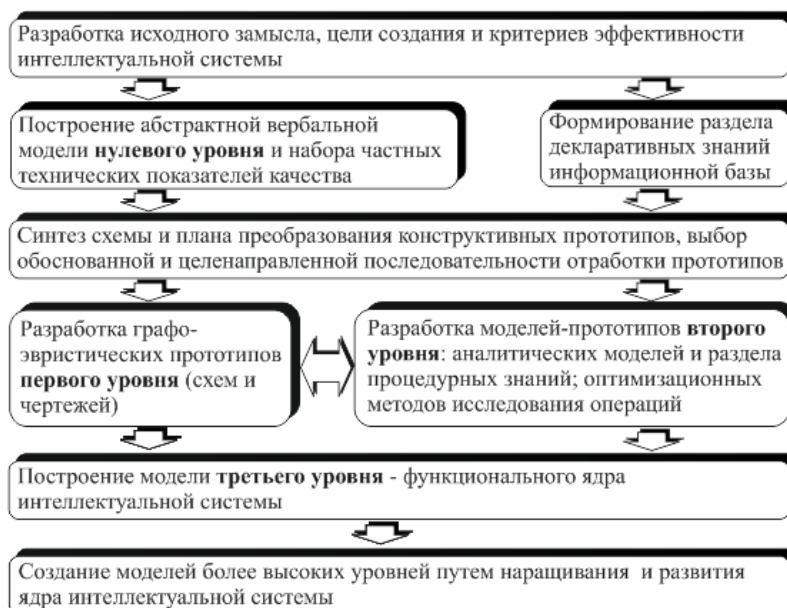 Разработка исходного замысла, цели создания и критериев эффективности
интеллектуальной системы
Построение абстрактной вербальной
модели нулевого уровня и набора частных
технических показателей качества
Формирование раздела
декларативных знаний
информационной базы
Синтез схемы и плана преобразования конструктивных прототипов, выбор
обоснованной и целенаправленной последовательности отработки прототипов
Разработка графо-
эвристических прототипов
первого уровня (схем и
чертежей)
Разработка моделей-прототипов второго
уровня: аналитических моделей и раздела
процедурных знаний; оптимизационных
методов исследования операций
Построение модели третьего уровня - функционального ядра
интеллектуальной системы
Создание моделей более высоких уровней путем наращивания и развития
ядра интеллектуальной системы